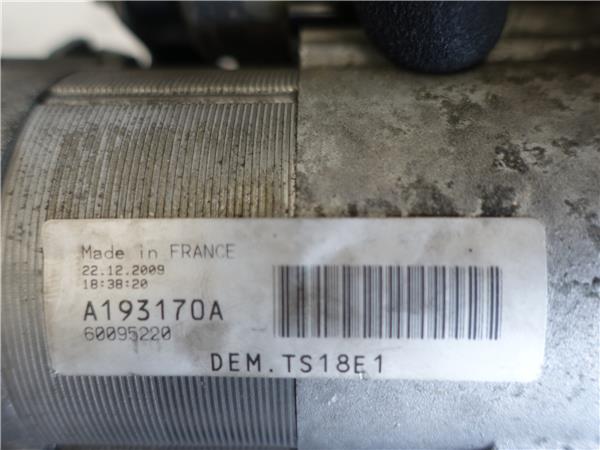 Made in FRANCE
22.12.2009
18:38:20
A193170A
60095220
DEM.TS18E1